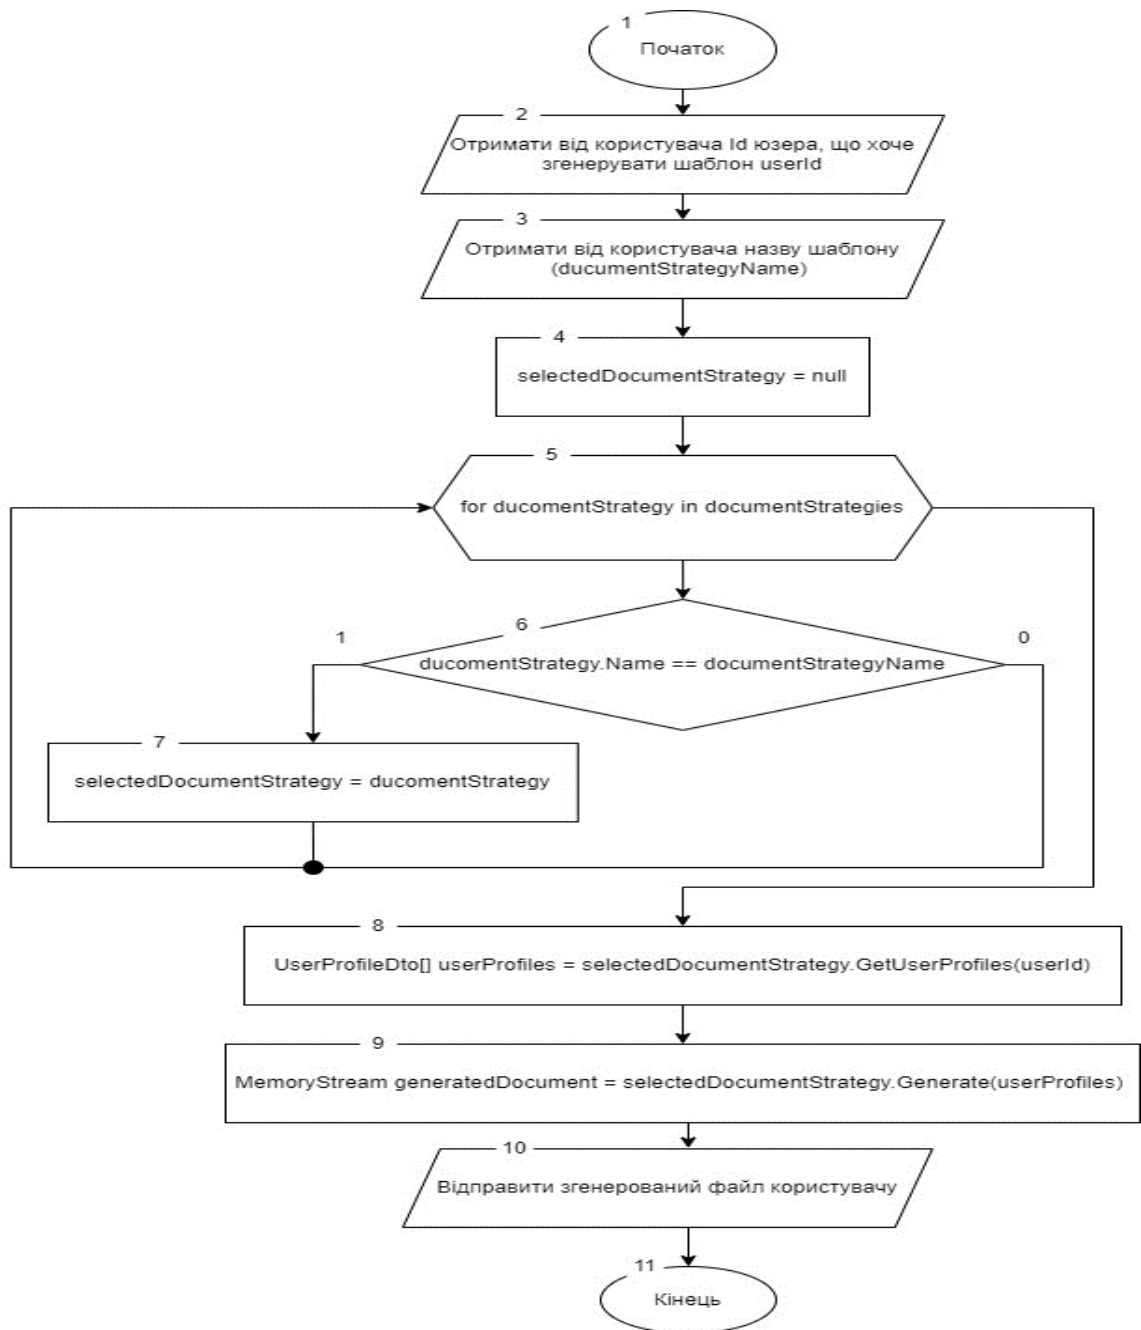 1
Початок
2
Отримати від користувача Id юзера, що хоче
згенерувати шаблон userId
3
Отримати від користувача назву шаблону
(ducumentStrategyName)
4
selectedDocumentStrategy = null
5
for ducomentStrategy in documentStrategies
6
1
0
ducomentStrategy.Name == documentStrategyName
7
selectedDocumentStrategy = ducomentStrategy
8
UserProfileDto[] userProfiles = selectedDocumentStrategy.GetUserProfiles(userId)
9
MemoryStream generatedDocument = selectedDocumentStrategy.Generate(userProfiles)
10
Відправити згенерований файл користувачу
11
Кінець